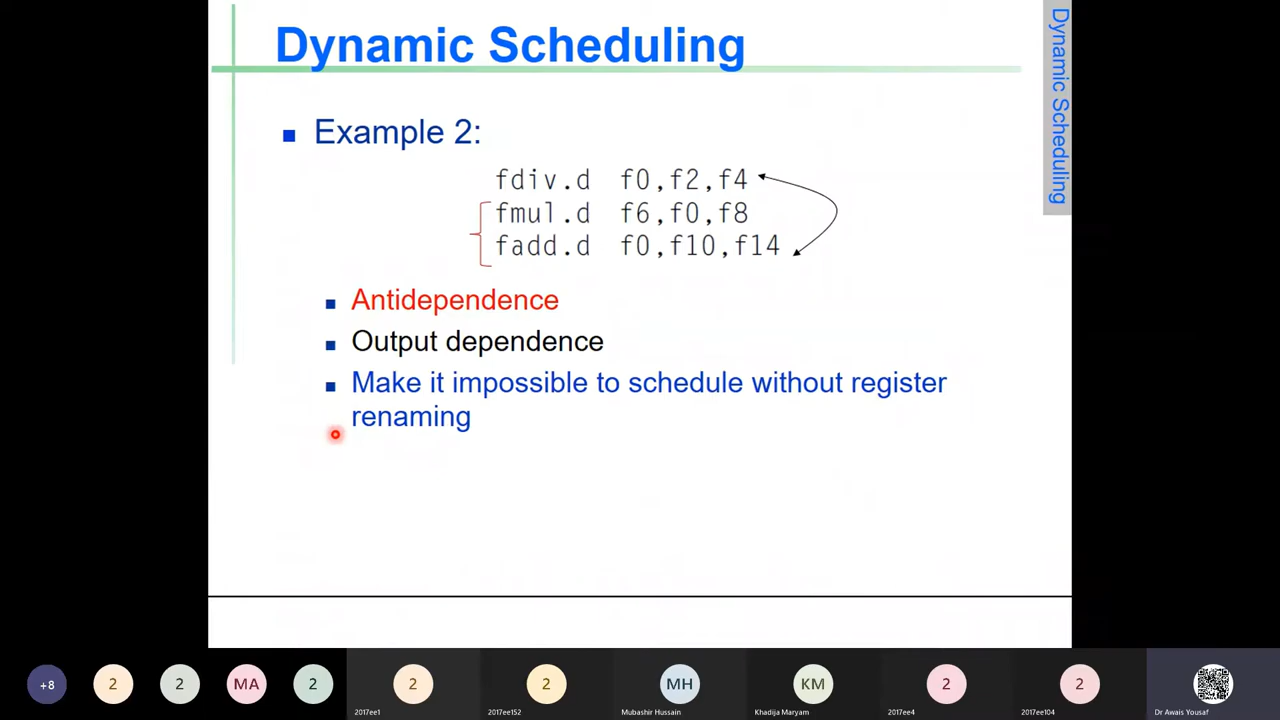 Dynamic Scheduling
Dynamic Scheduling
Example 2:
fdiv.d f0,f2,f4
fmul.d f6,f0,f8
fadd.d f0,f10,f14
Antidependence
Output dependence
Make it impossible to schedule without register
renaming
+8
2
2
MA
2
2
2
MH
KM
2
2
2017ee1
2017ee152
Mubashir Hussain
Khadija Maryam
2017ee4
2017ee104
Dr Awais Yousaf